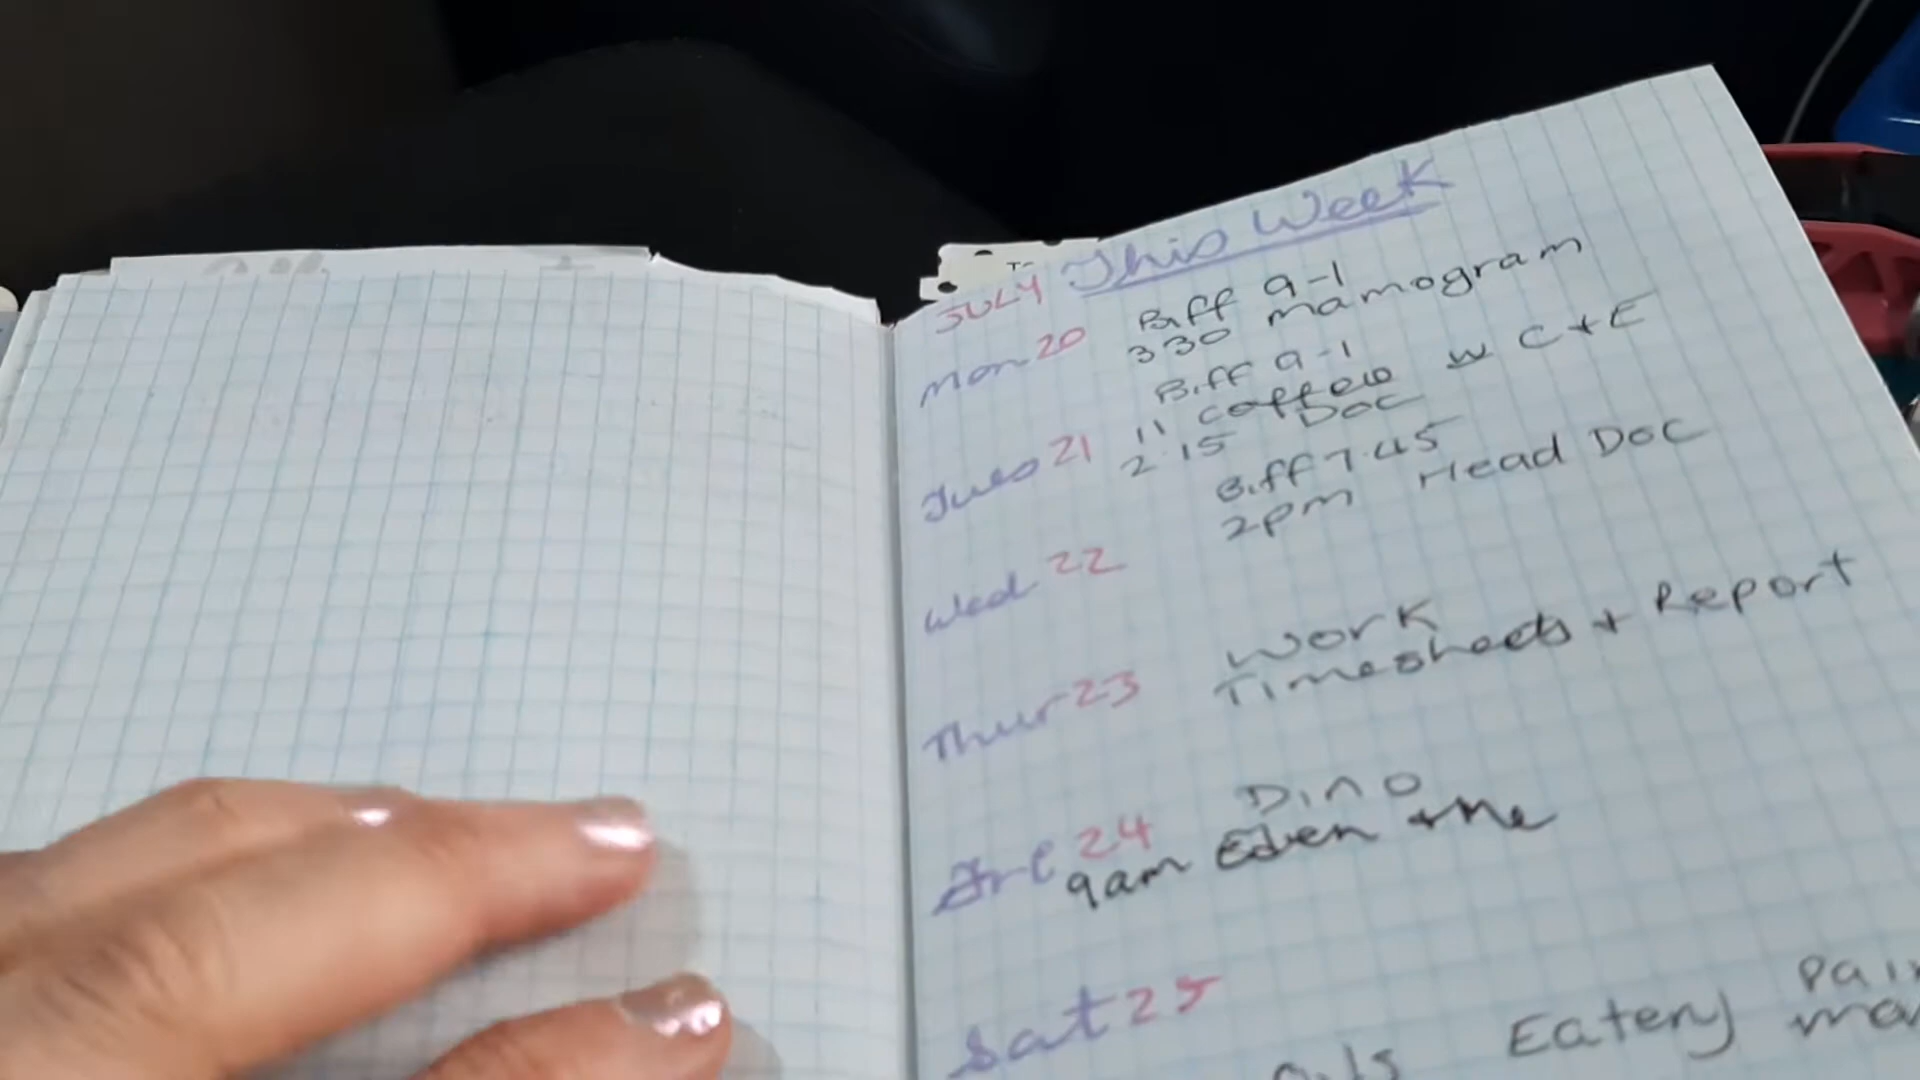 This Week
JULY
Mon 20 Biff 9-1
330 mamogram
Biff 9-1
Tues 21 11 coffee w C + E
2.15 Doc
Biff 7.45
Wed 22 2pm Head Doc
Thur 23 Work
Timesheets + Report
Dino
Fri 24 9am Eden + me
Sat 25
Eatery